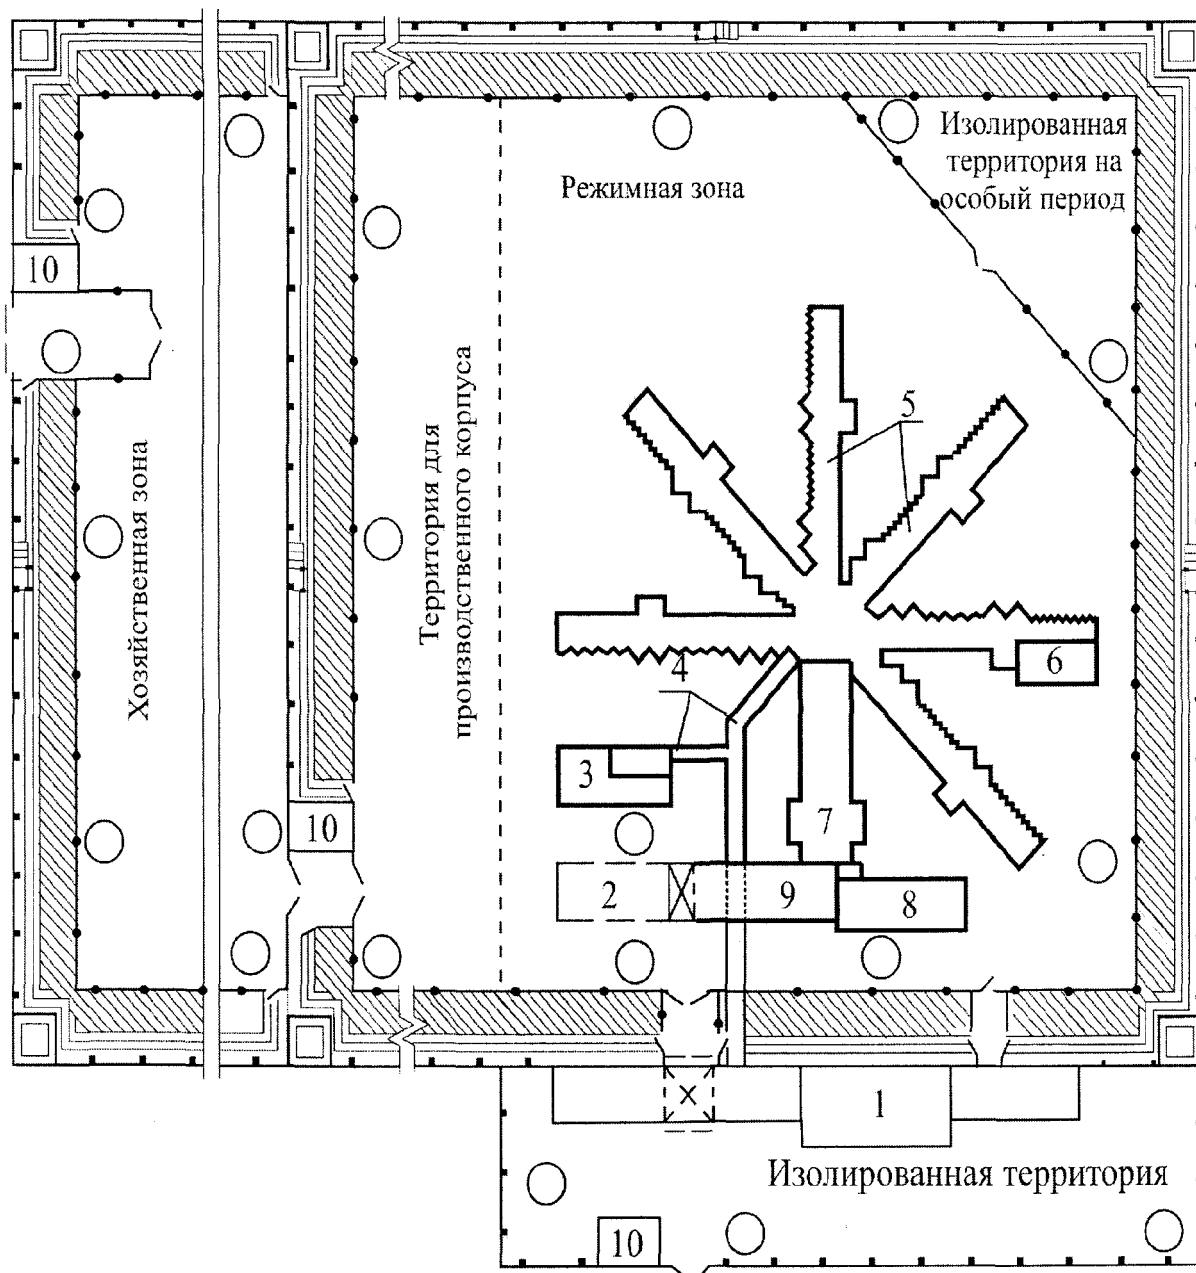 Изолированная
территория на
особый период
Режимная зона
10
5
Хозяйственная зона
Территория для
производственного корпуса
4
6
3
7
10
2
9
8
1
Изолированная территория
10